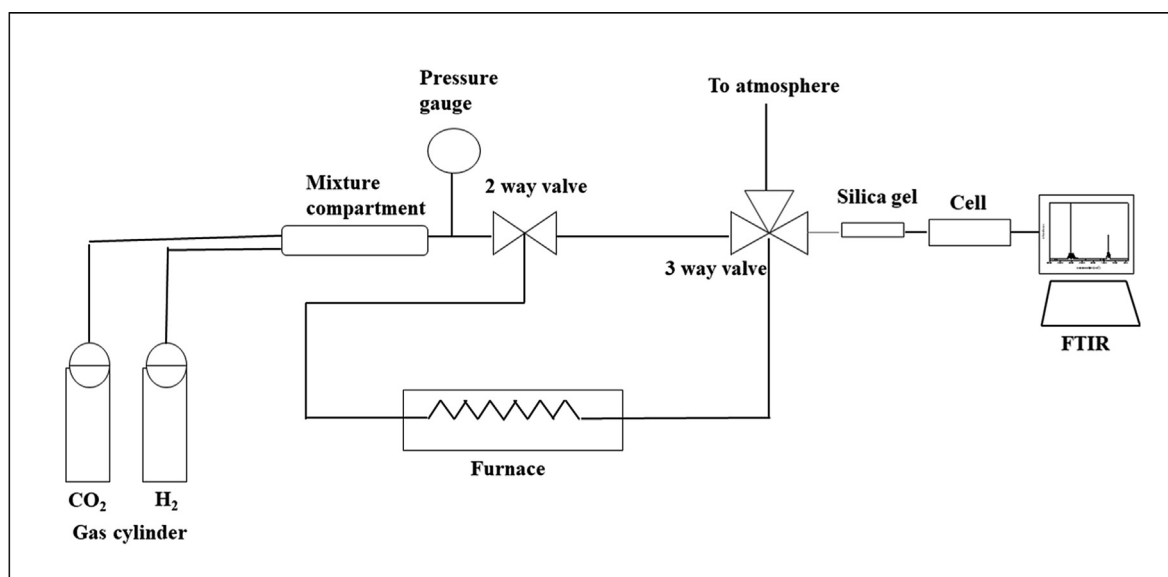 Pressure
gauge
To atmosphere
Mixture
compartment
2 way valve
Silica gel
Cell
3 way valve
FTIR
Furnace
CO₂
H₂
Gas cylinder